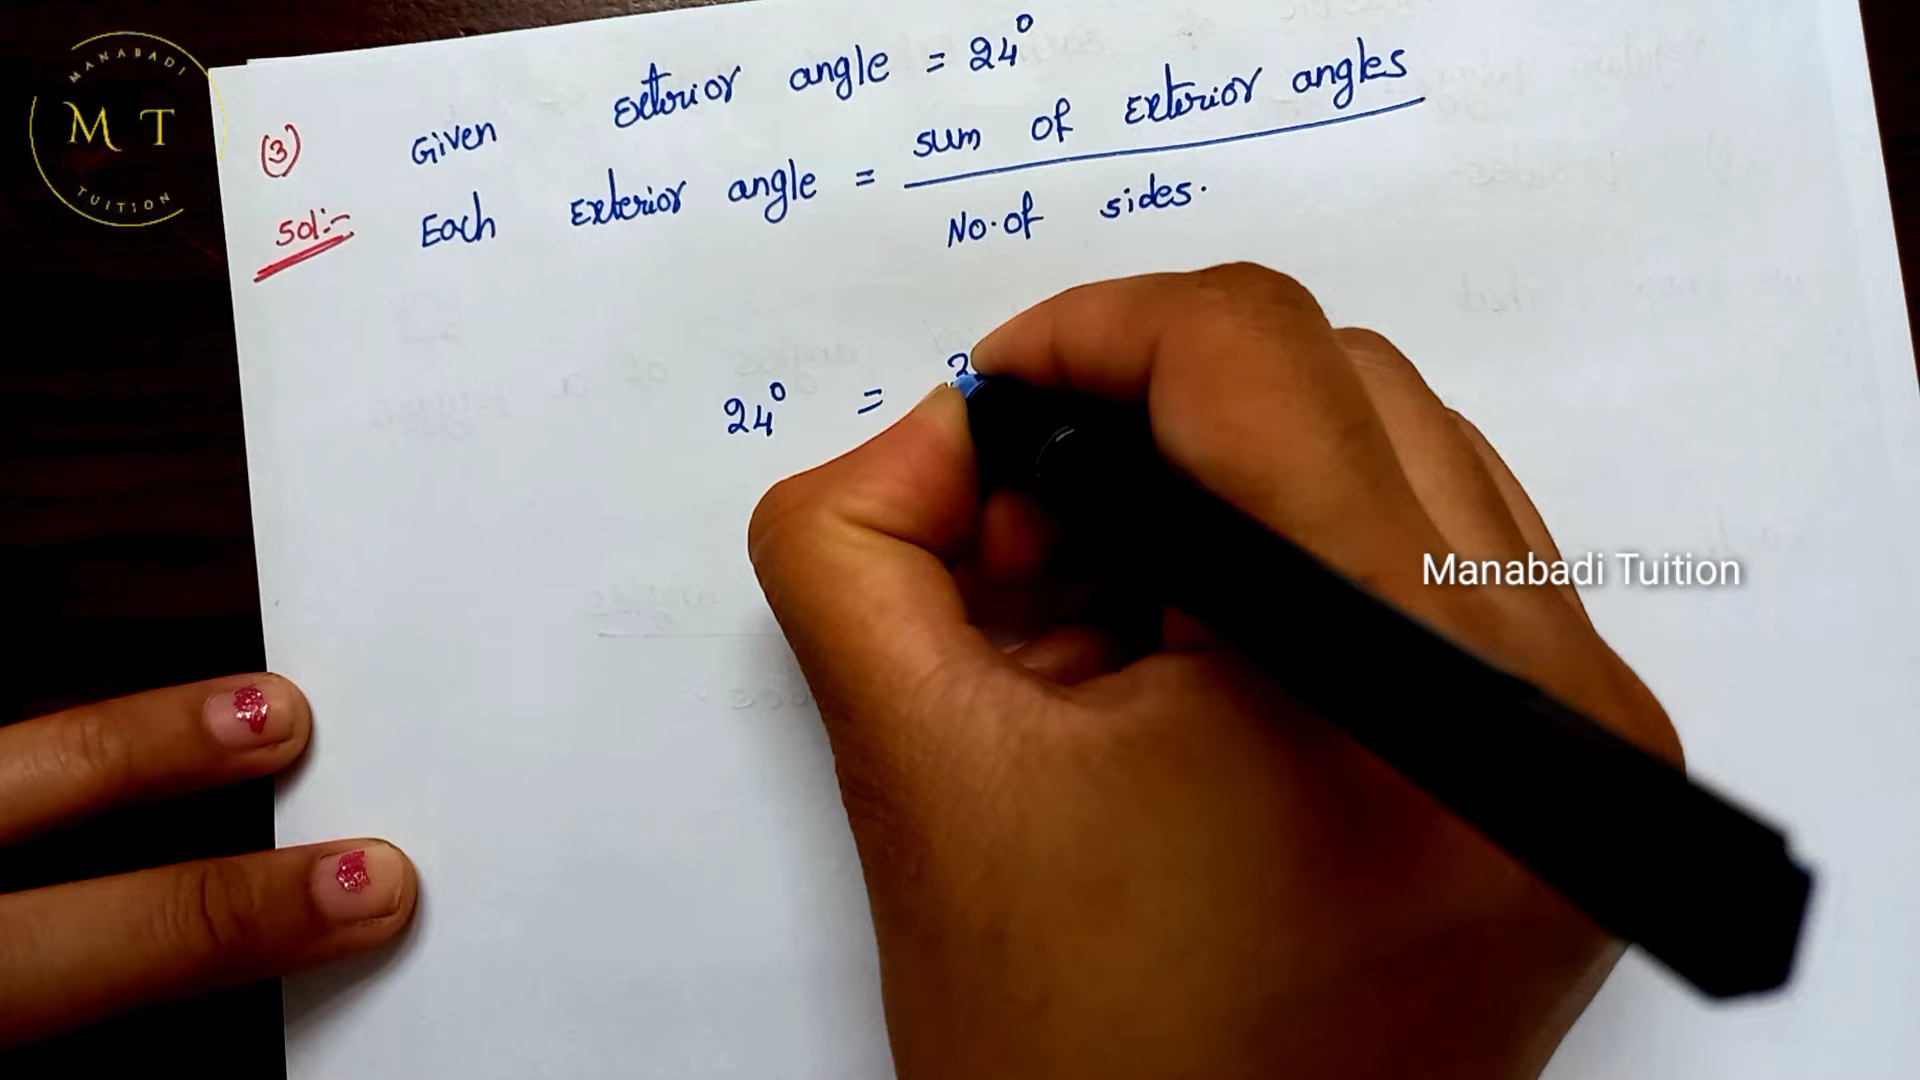 MANABADI
M T
TUITION
(3) Given exterior angle = 24°
Sol:- Each Exterior angle = sum of Exterior angles
No. of sides.
24° = 3
Manabadi Tuition